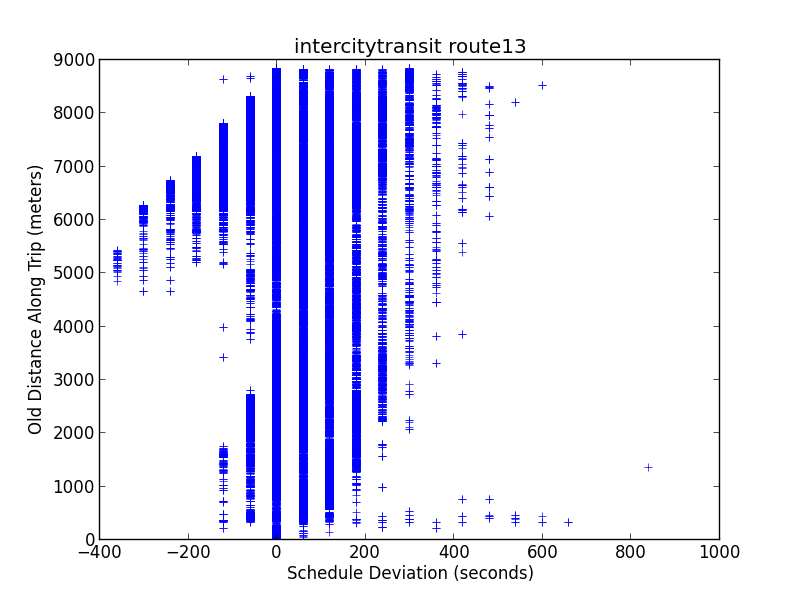 intercitytransit route13
Old Distance Along Trip (meters)
9000
8000
7000
6000
5000
4000
3000
2000
1000
0
−400 −200 0 200 400 600 800 1000
Schedule Deviation (seconds)